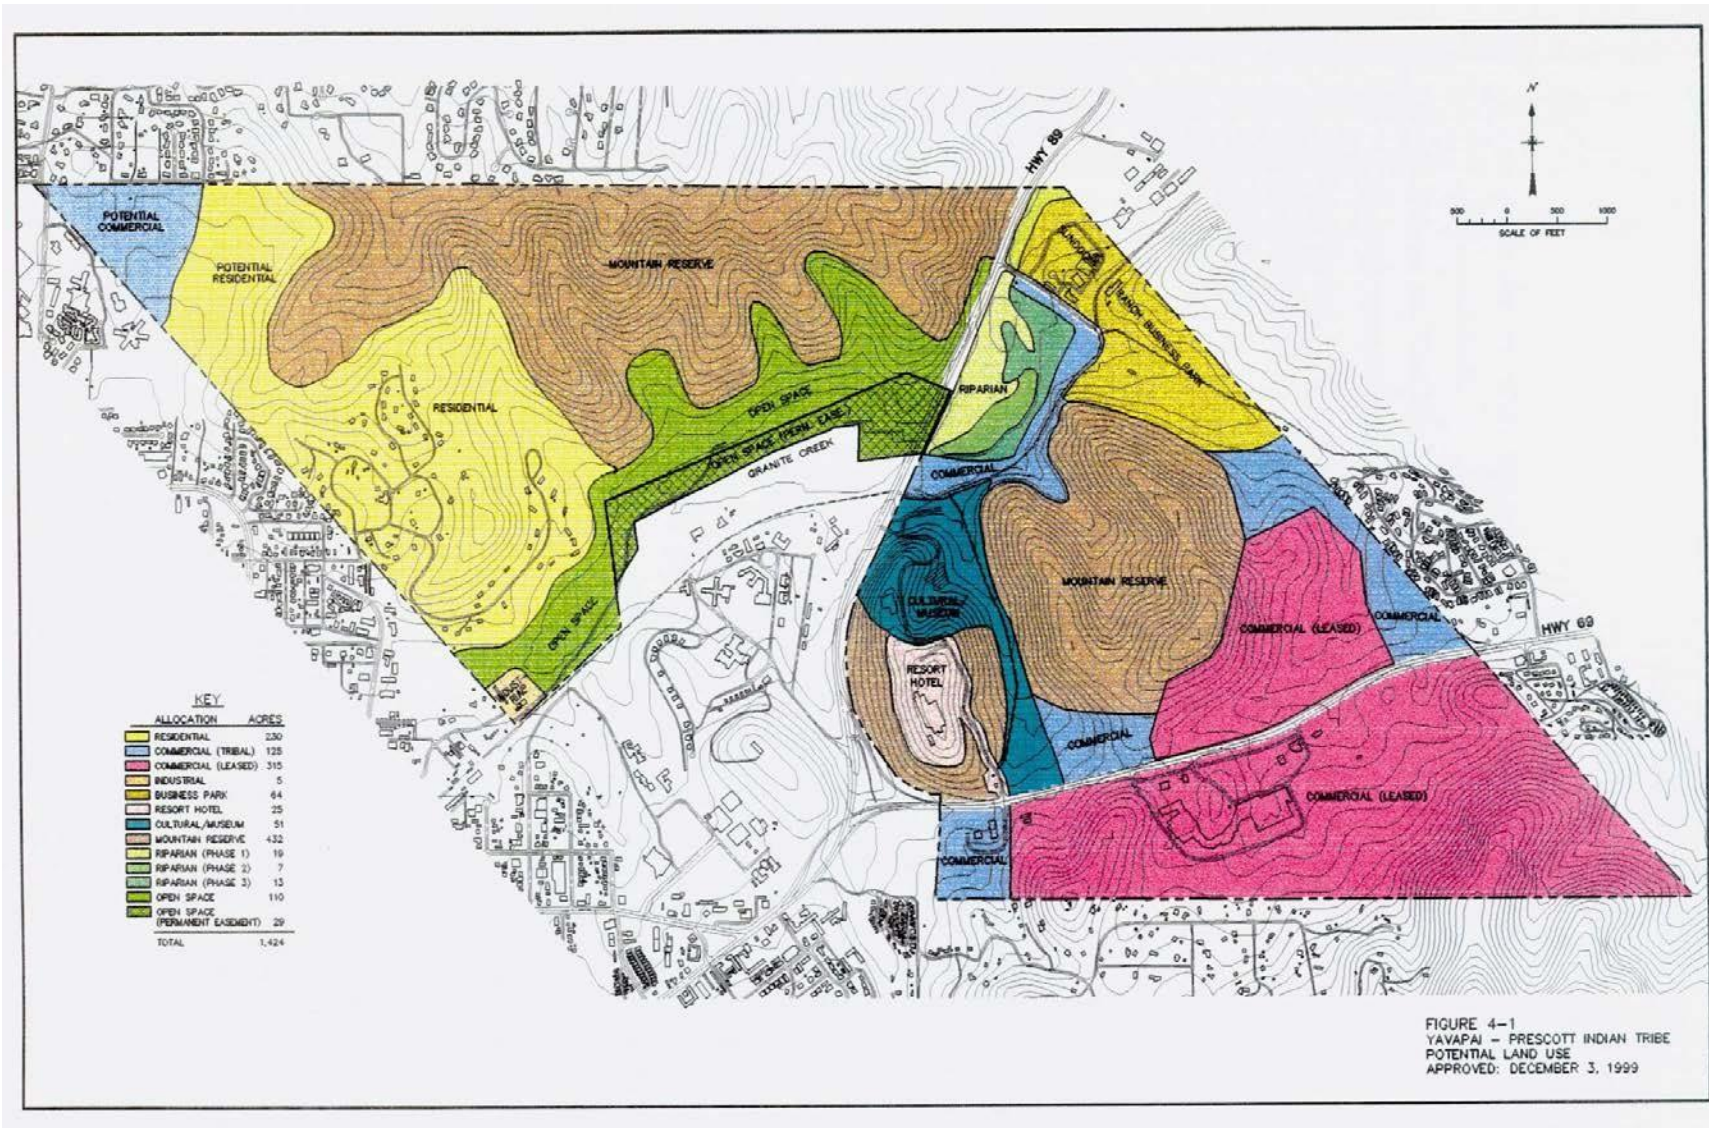 N
500 0 500 1000
SCALE OF FEET
HWY 89
POTENTIAL
COMMERCIAL
POTENTIAL
RESIDENTIAL
MOUNTAIN RESERVE
SUNDOG
RANCH BUSINESS PARK
RESIDENTIAL
RIPARIAN
OPEN SPACE
OPEN SPACE (PERM. EASE.)
GRANITE CREEK
COMMERCIAL
MOUNTAIN RESERVE
CULTURAL/
MUSEUM
COMMERCIAL
OPEN SPACE
COMMERCIAL (LEASED)
HWY 69
RESORT
HOTEL
INDUST-
RIAL
COMMERCIAL
COMMERCIAL (LEASED)
COMMERCIAL
KEY
ALLOCATION ACRES
RESIDENTIAL 230
COMMERCIAL (TRIBAL) 125
COMMERCIAL (LEASED) 315
INDUSTRIAL 5
BUSINESS PARK 64
RESORT HOTEL 25
CULTURAL/MUSEUM 51
MOUNTAIN RESERVE 432
RIPARIAN (PHASE 1) 19
RIPARIAN (PHASE 2) 7
RIPARIAN (PHASE 3) 13
OPEN SPACE 110
OPEN SPACE
(PERMANENT EASEMENT) 29
TOTAL 1,424
FIGURE 4-1
YAVAPAI - PRESCOTT INDIAN TRIBE
POTENTIAL LAND USE
APPROVED: DECEMBER 3, 1999